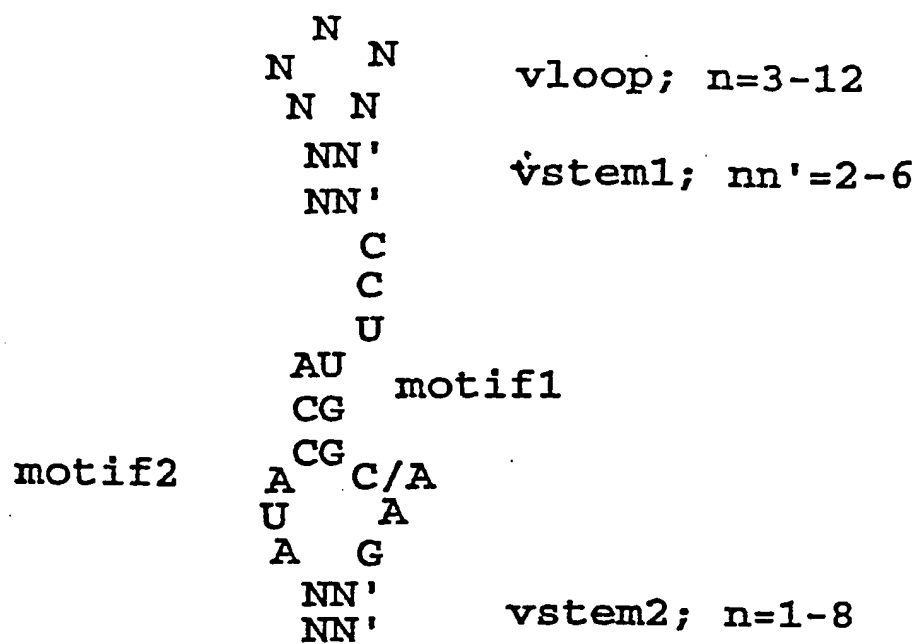 N
N N vloop; n=3-12
N N
NN' vstem1; nn'=2-6
NN'
C
C
U
AU motif1
CG
CG
motif2 A C/A
U A
A G
NN' vstem2; n=1-8
NN'